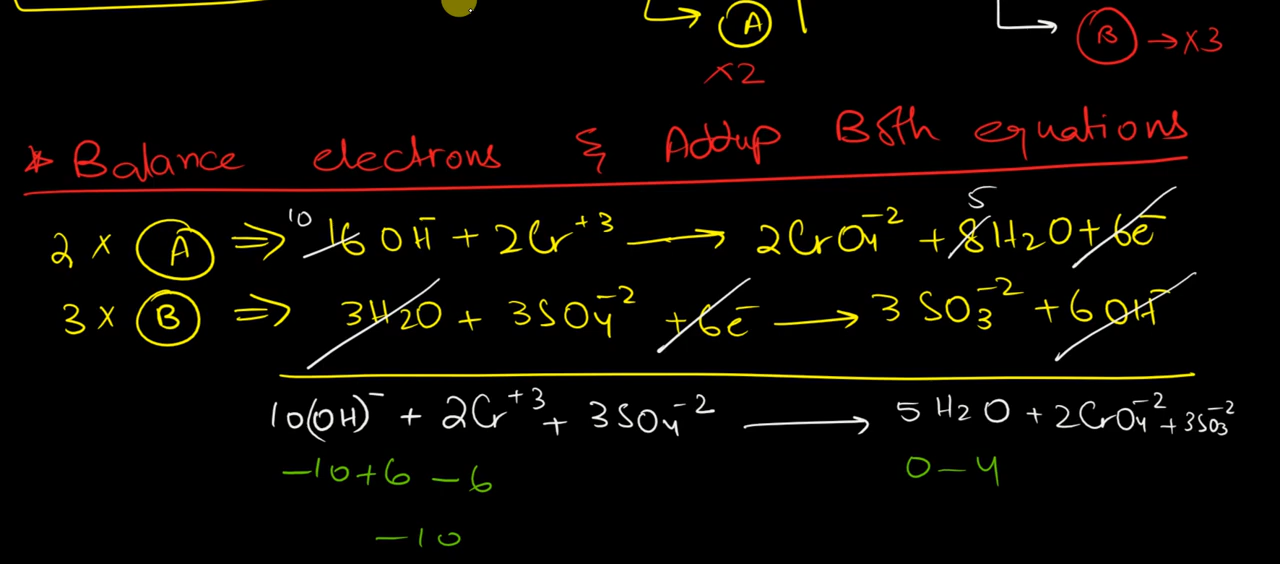 A B → ×3
×2
* Balance electrons & Addup Both equations
2 × A ⇒ 10 16 OH⁻ + 2Cr⁺³ → 2CrO₄⁻² + 5 8H₂O + 6e⁻
3 × B ⇒ 3H₂O + 3SO₄⁻² + 6e⁻ → 3SO₃⁻² + 6OH⁻
10(OH)⁻ + 2Cr⁺³ + 3SO₄⁻² → 5H₂O + 2CrO₄⁻² + 3SO₃⁻²
-10+6 -6 0-4
-10